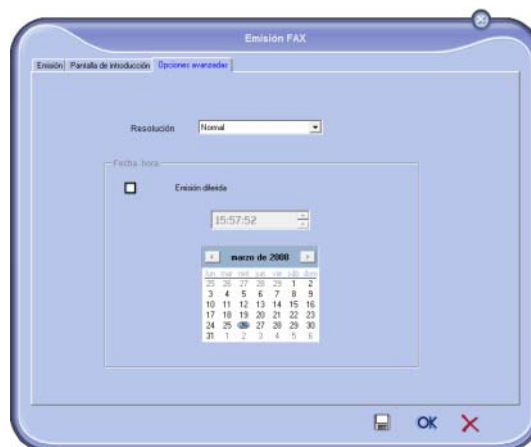 Emisión FAX
Emisión Pantalla de introducción Opciones avanzadas
Resolución Normal
Fecha hora
Emisión diferida
15:57:52
marzo de 2008
lun mar mié jue vie sáb dom
25 26 27 28 29 1 2
3 4 5 6 7 8 9
10 11 12 13 14 15 16
17 18 19 20 21 22 23
24 25 26 27 28 29 30
31 1 2 3 4 5 6
OK